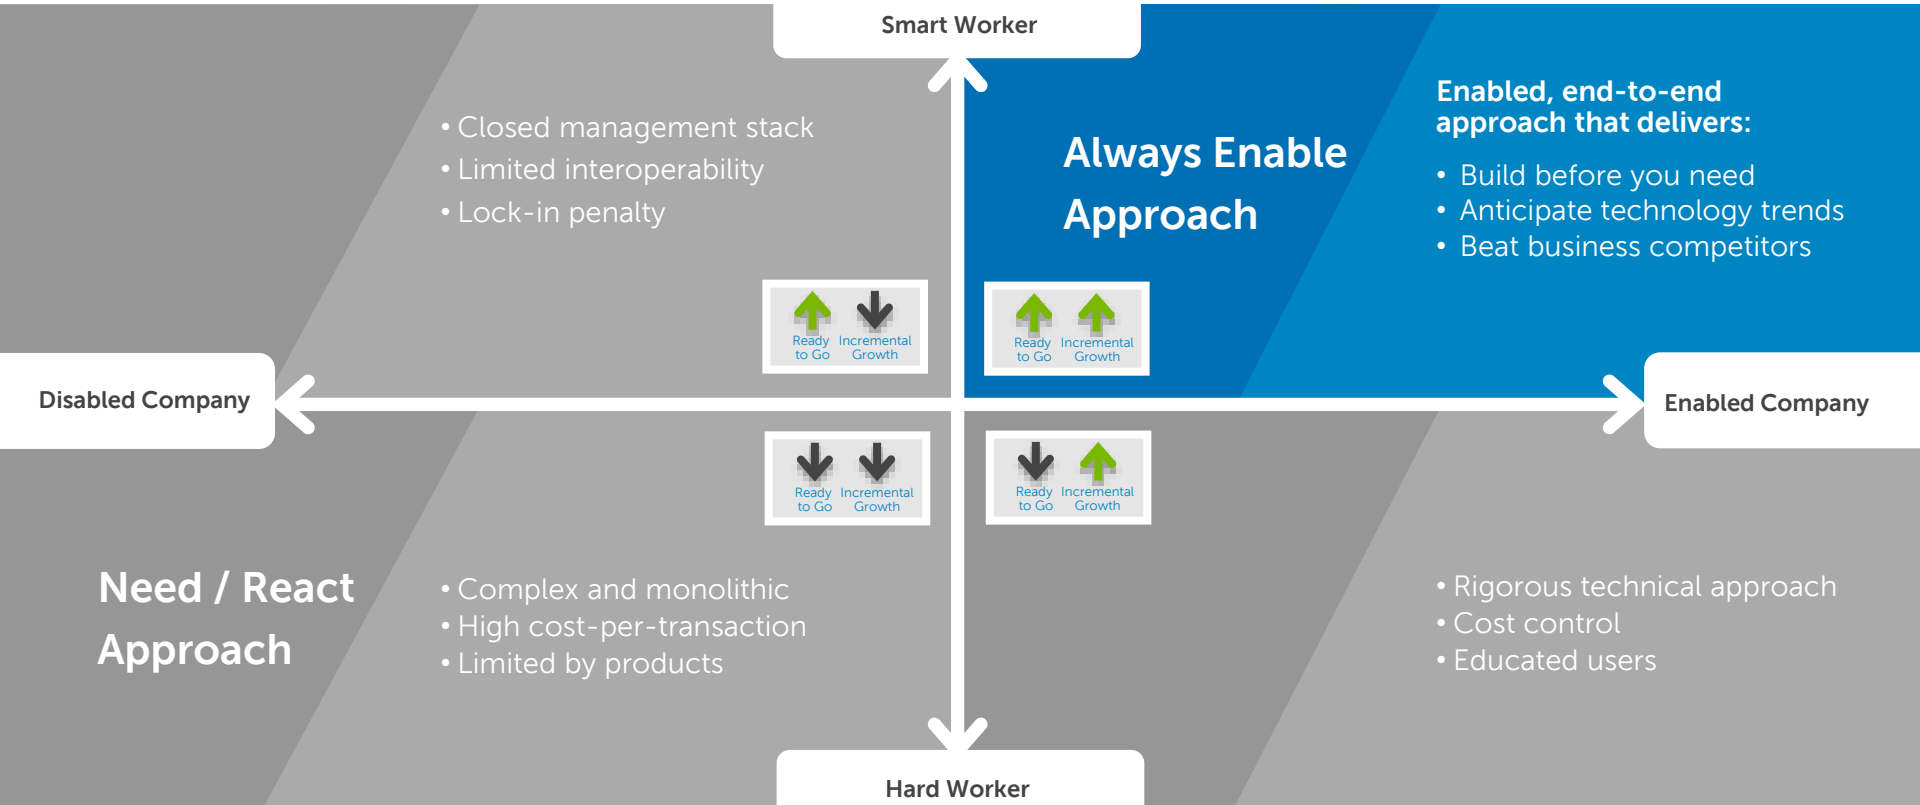 Smart Worker
• Closed management stack
• Limited interoperability
• Lock-in penalty
Always Enable
Approach
Enabled, end-to-end
approach that delivers:
• Build before you need
• Anticipate technology trends
• Beat business competitors
Ready
to Go
Incremental
Growth
Ready
to Go
Incremental
Growth
Disabled Company
Enabled Company
Ready
to Go
Incremental
Growth
Ready
to Go
Incremental
Growth
Need / React
Approach
• Complex and monolithic
• High cost-per-transaction
• Limited by products
• Rigorous technical approach
• Cost control
• Educated users
Hard Worker